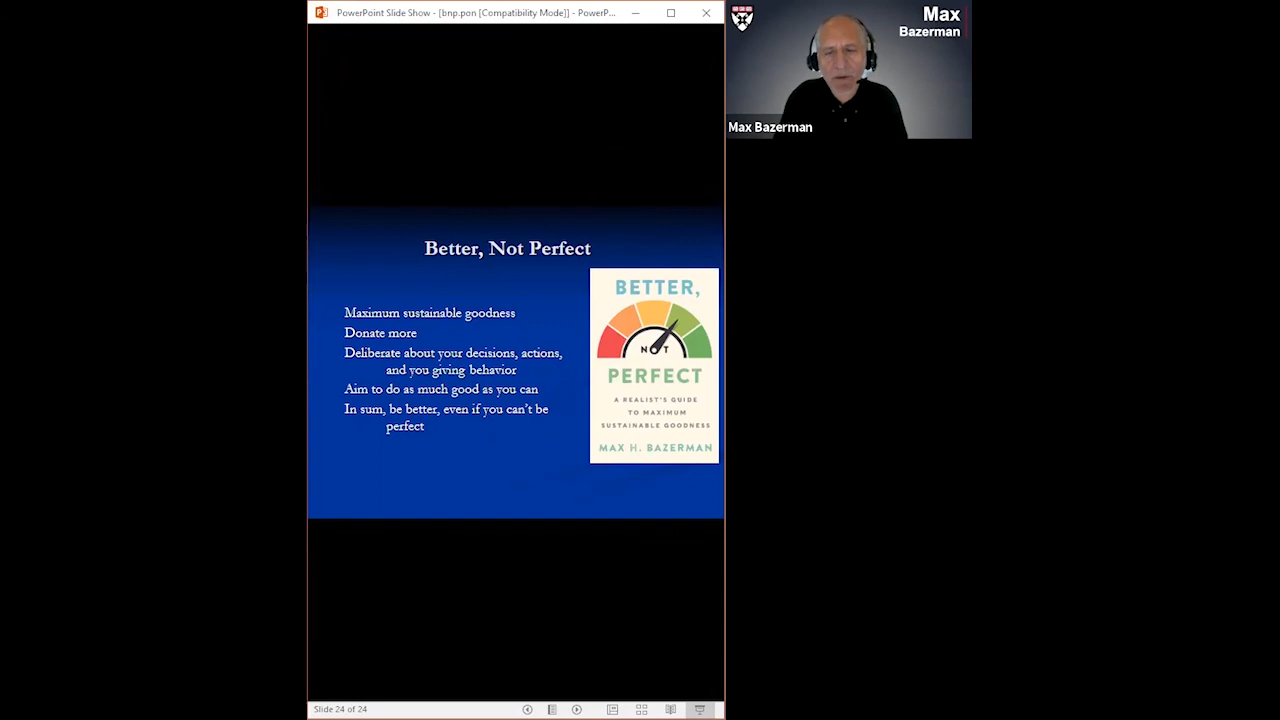 PowerPoint Slide Show - [bnp.pon [Compatibility Mode]] - PowerP...
Better, Not Perfect
Maximum sustainable goodness
Donate more
Deliberate about your decisions, actions,
and you giving behavior
Aim to do as much good as you can
In sum, be better, even if you can't be
perfect
BETTER,
NOT
PERFECT
A REALIST'S GUIDE
TO MAXIMUM
SUSTAINABLE GOODNESS
MAX H. BAZERMAN
Slide 24 of 24
Max
Bazerman
Max Bazerman